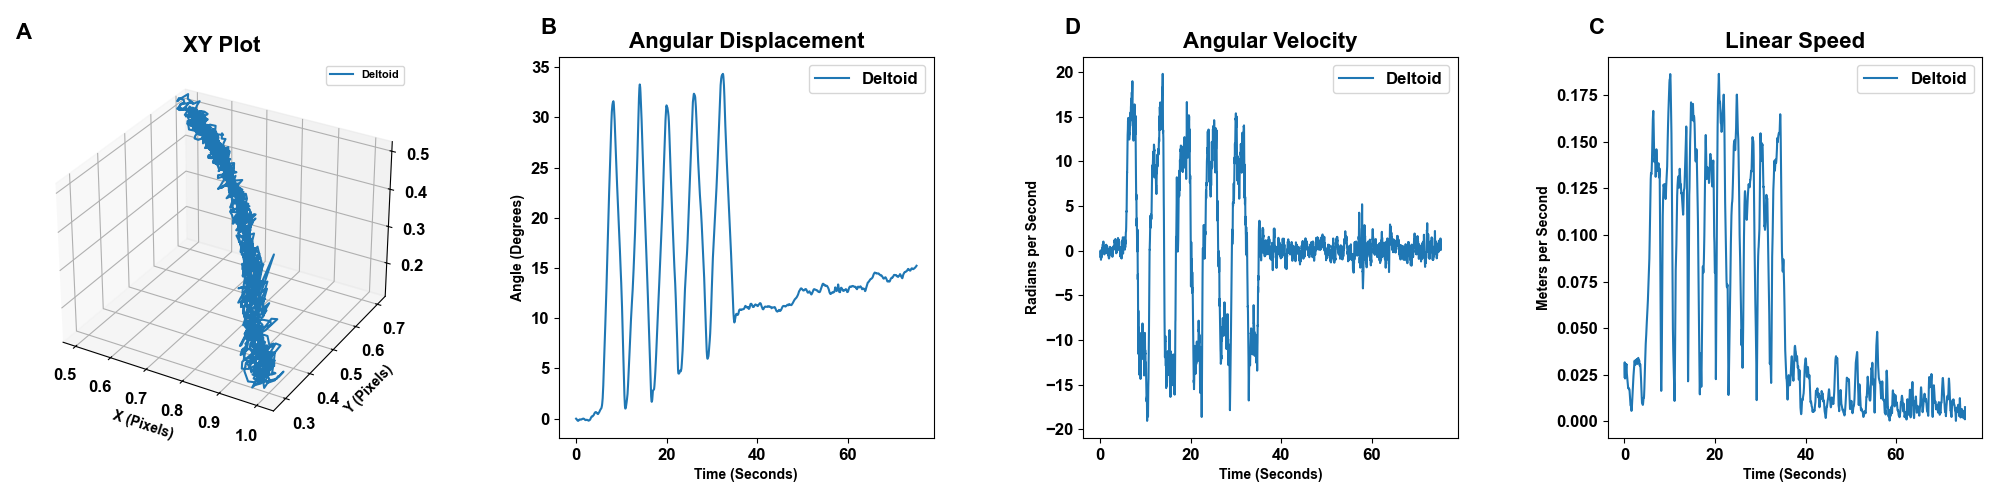 A
XY Plot
Deltoid
0.5
0.4
0.3
0.2
0.7
0.6
0.5
0.4
0.3
Y (Pixels)
0.5
0.6
0.7
0.8
0.9
1.0
X (Pixels)
B
Angular Displacement
Deltoid
Angle (Degrees)
35
30
25
20
15
10
5
0
0 20 40 60
Time (Seconds)
D
Angular Velocity
Deltoid
Radians per Second
20
15
10
5
0
−5
−10
−15
−20
0 20 40 60
Time (Seconds)
C
Linear Speed
Deltoid
Meters per Second
0.175
0.150
0.125
0.100
0.075
0.050
0.025
0.000
0 20 40 60
Time (Seconds)